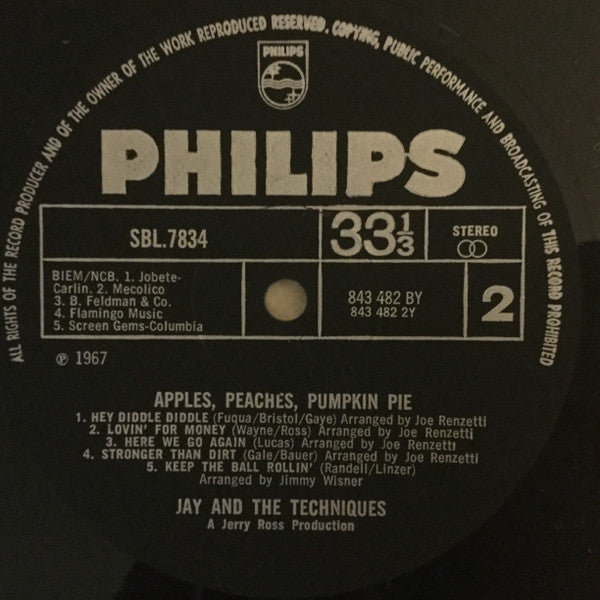 ALL RIGHTS OF THE RECORD PRODUCER AND OF THE OWNER OF THE WORK REPRODUCED RESERVED. COPYING, PUBLIC PERFORMANCE AND BROADCASTING OF THIS RECORD PROHIBITED
PHILIPS
PHILIPS
SBL.7834
33⅓
STEREO
BIEM/NCB. 1. Jobete-
Carlin. 2. Mecolico
3. B. Feldman & Co.
4. Flamingo Music
5. Screen Gems-Columbia
843 482 BY
843 482 2Y
2
℗ 1967
APPLES, PEACHES, PUMPKIN PIE
1. HEY DIDDLE DIDDLE (Fuqua/Bristol/Gaye) Arranged by Joe Renzetti
2. LOVIN' FOR MONEY (Wayne/Ross) Arranged by Joe Renzetti
3. HERE WE GO AGAIN (Lucas) Arranged by Joe Renzetti
4. STRONGER THAN DIRT (Gale/Bauer) Arranged by Joe Renzetti
5. KEEP THE BALL ROLLIN' (Randell/Linzer)
Arranged by Jimmy Wisner
JAY AND THE TECHNIQUES
A Jerry Ross Production